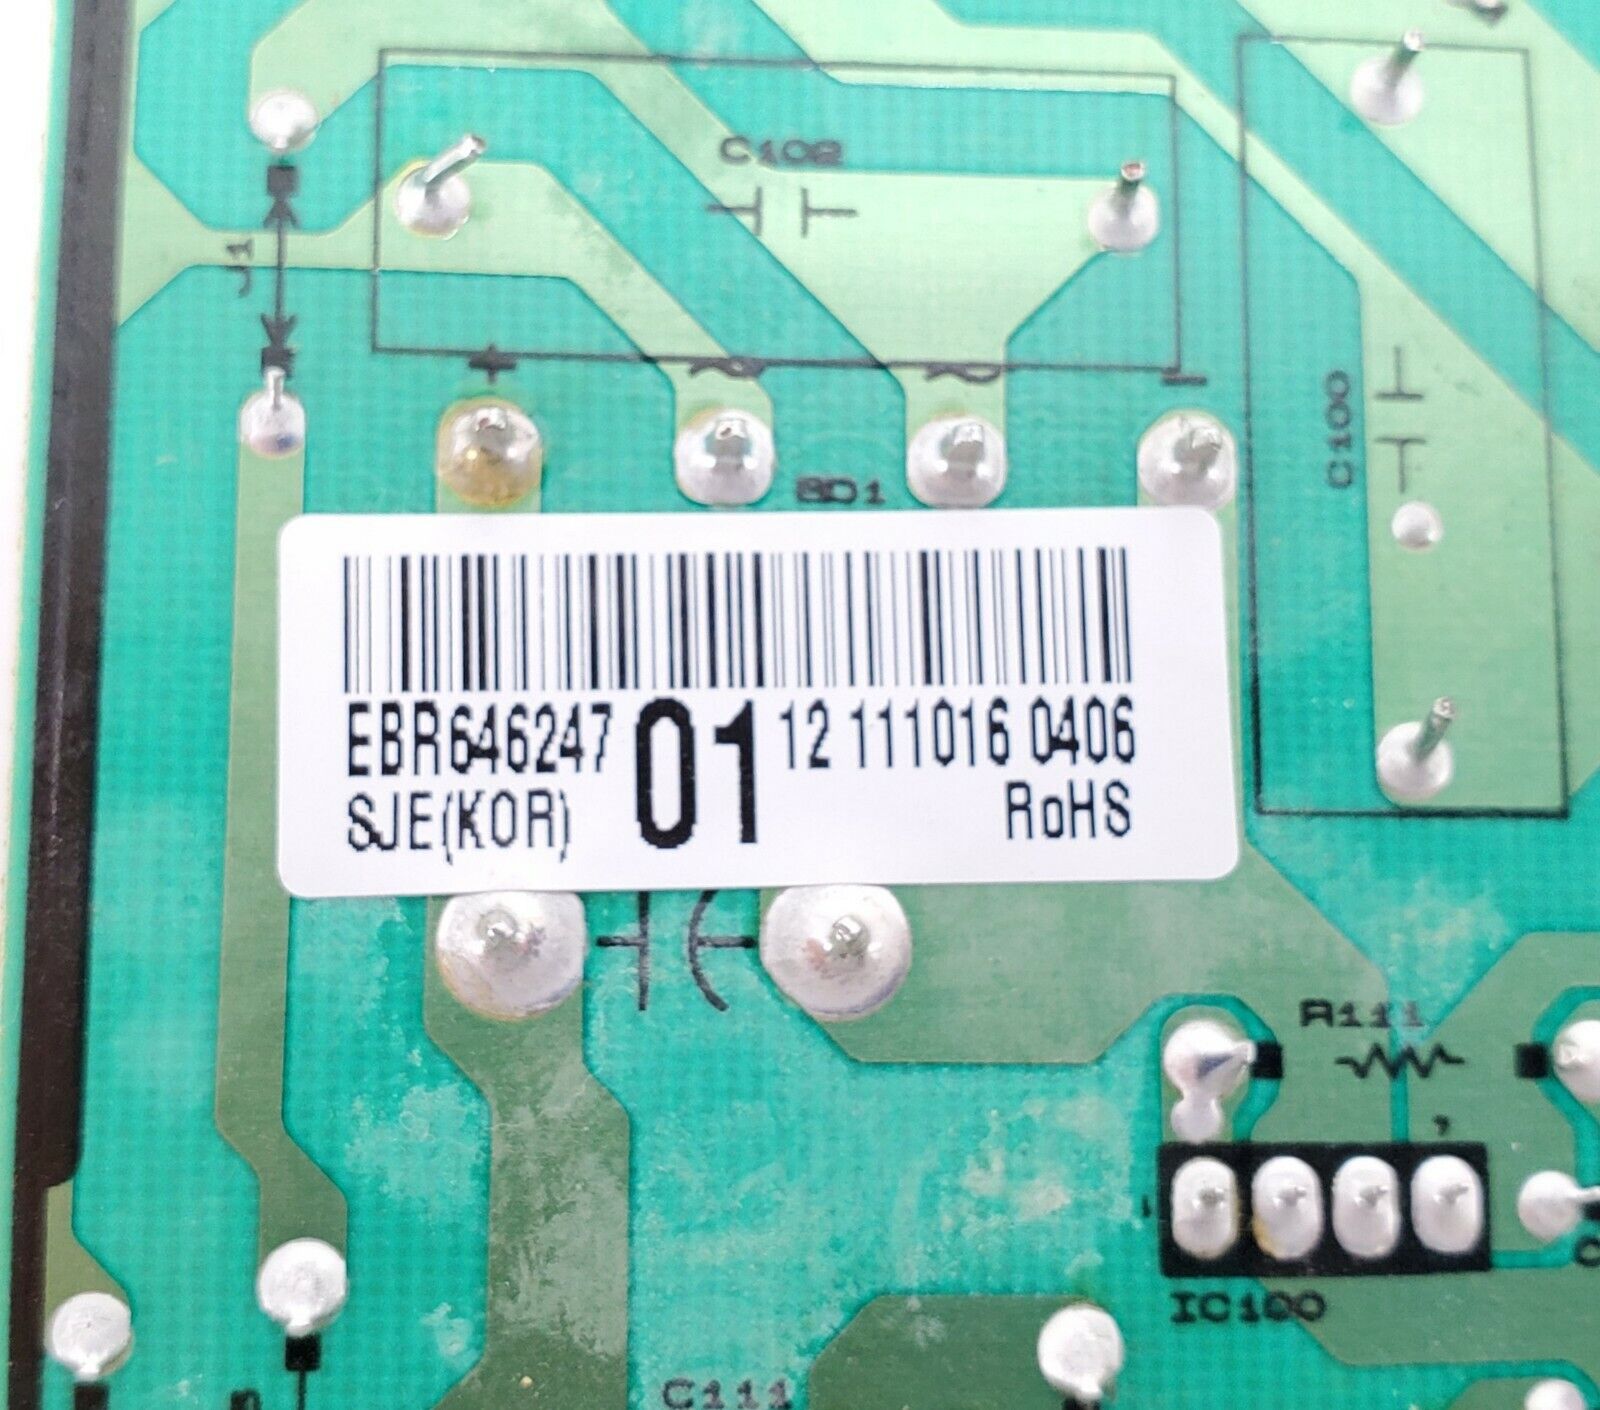 C102
J1
+
-
C100
BD1
EBR646247 01 12 111016 0406
SJE(KOR) RoHS
R111
IC100
C111